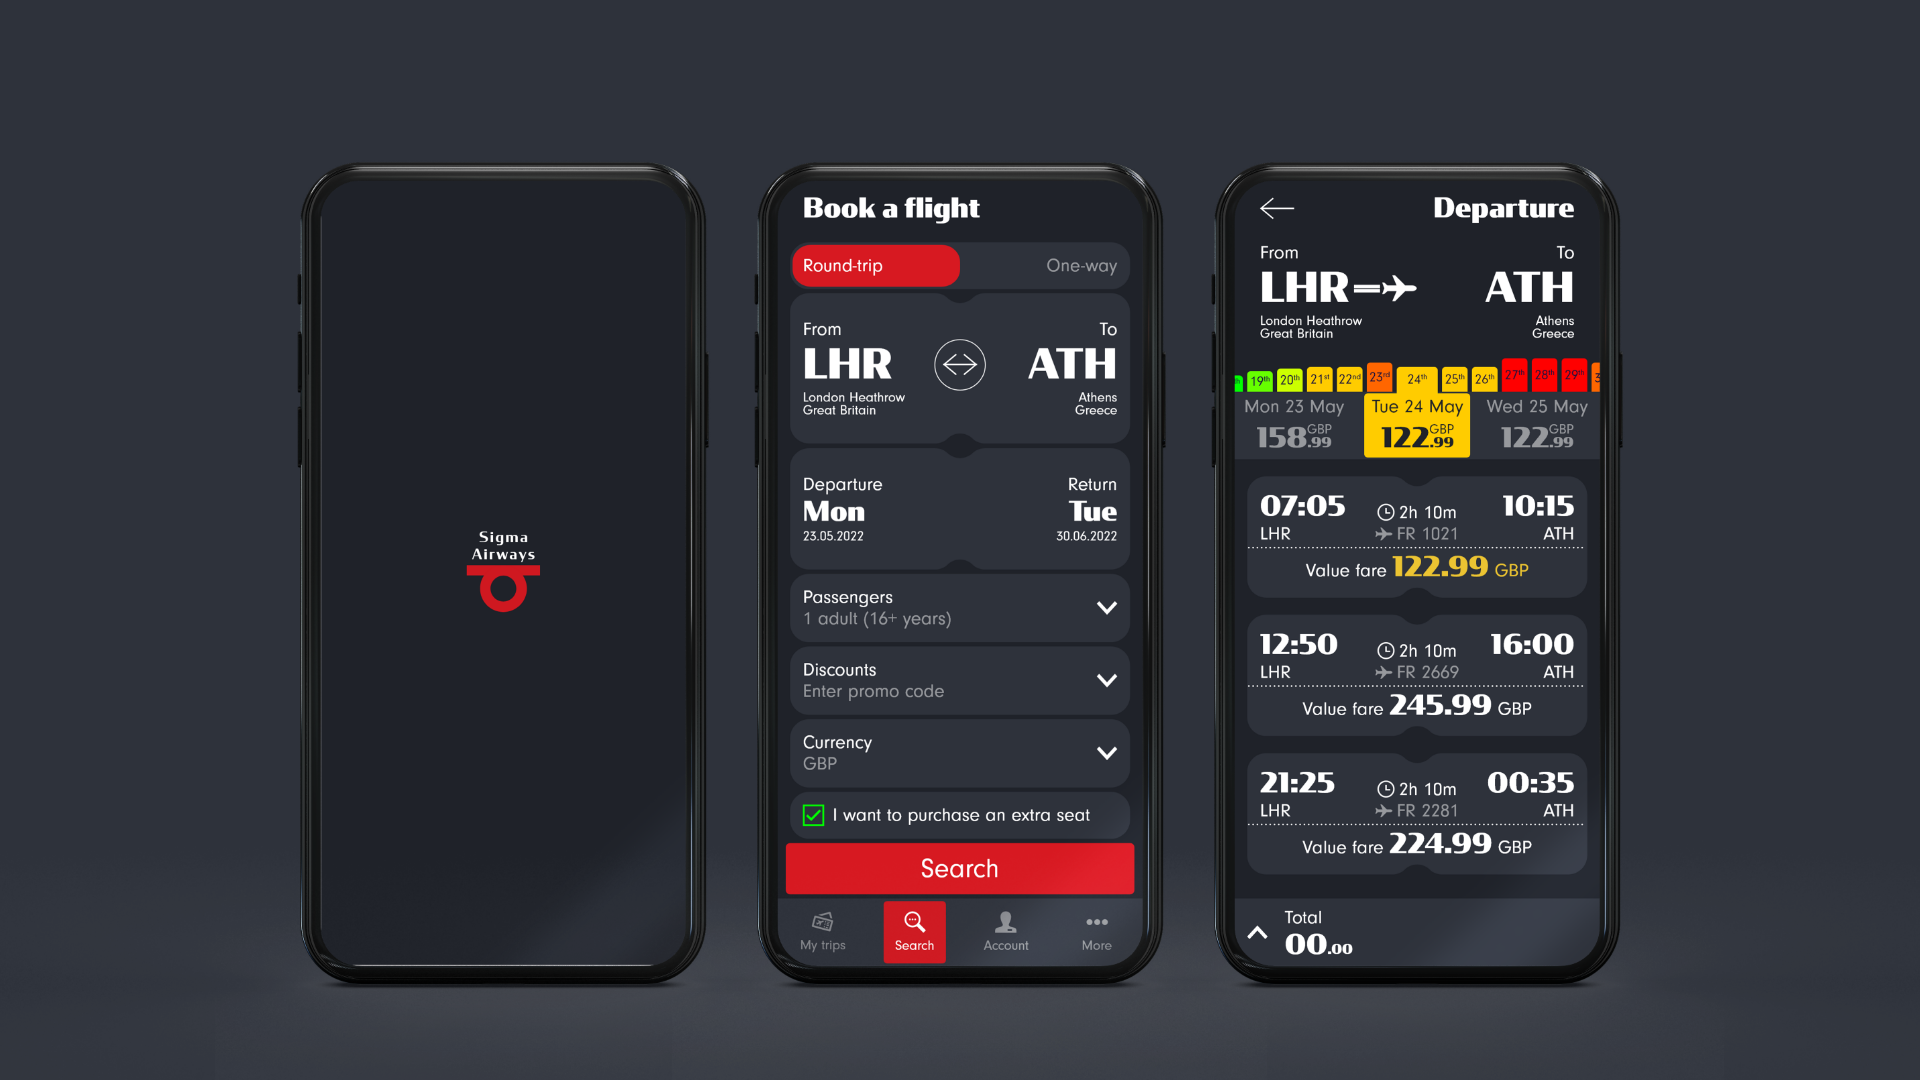 Sigma
Airways
Book a flight
Round-trip
One-way
From
To
LHR
ATH
London Heathrow
Great Britain
Athens
Greece
Departure
Return
Mon
Tue
23.05.2022
30.06.2022
Passengers
1 adult (16+ years)
Discounts
Enter promo code
Currency
GBP
I want to purchase an extra seat
Search
My trips
Search
Account
More
Departure
From
To
LHR
ATH
London Heathrow
Great Britain
Athens
Greece
19th 20th 21st 22nd 23rd 24th 25th 26th 27th 28th 29th
Mon 23 May
Tue 24 May
Wed 25 May
158.99 GBP
122.99 GBP
122.99 GBP
07:05
2h 10m
10:15
LHR
FR 1021
ATH
Value fare 122.99 GBP
12:50
2h 10m
16:00
LHR
FR 2669
ATH
Value fare 245.99 GBP
21:25
2h 10m
00:35
LHR
FR 2281
ATH
Value fare 224.99 GBP
Total
00.00